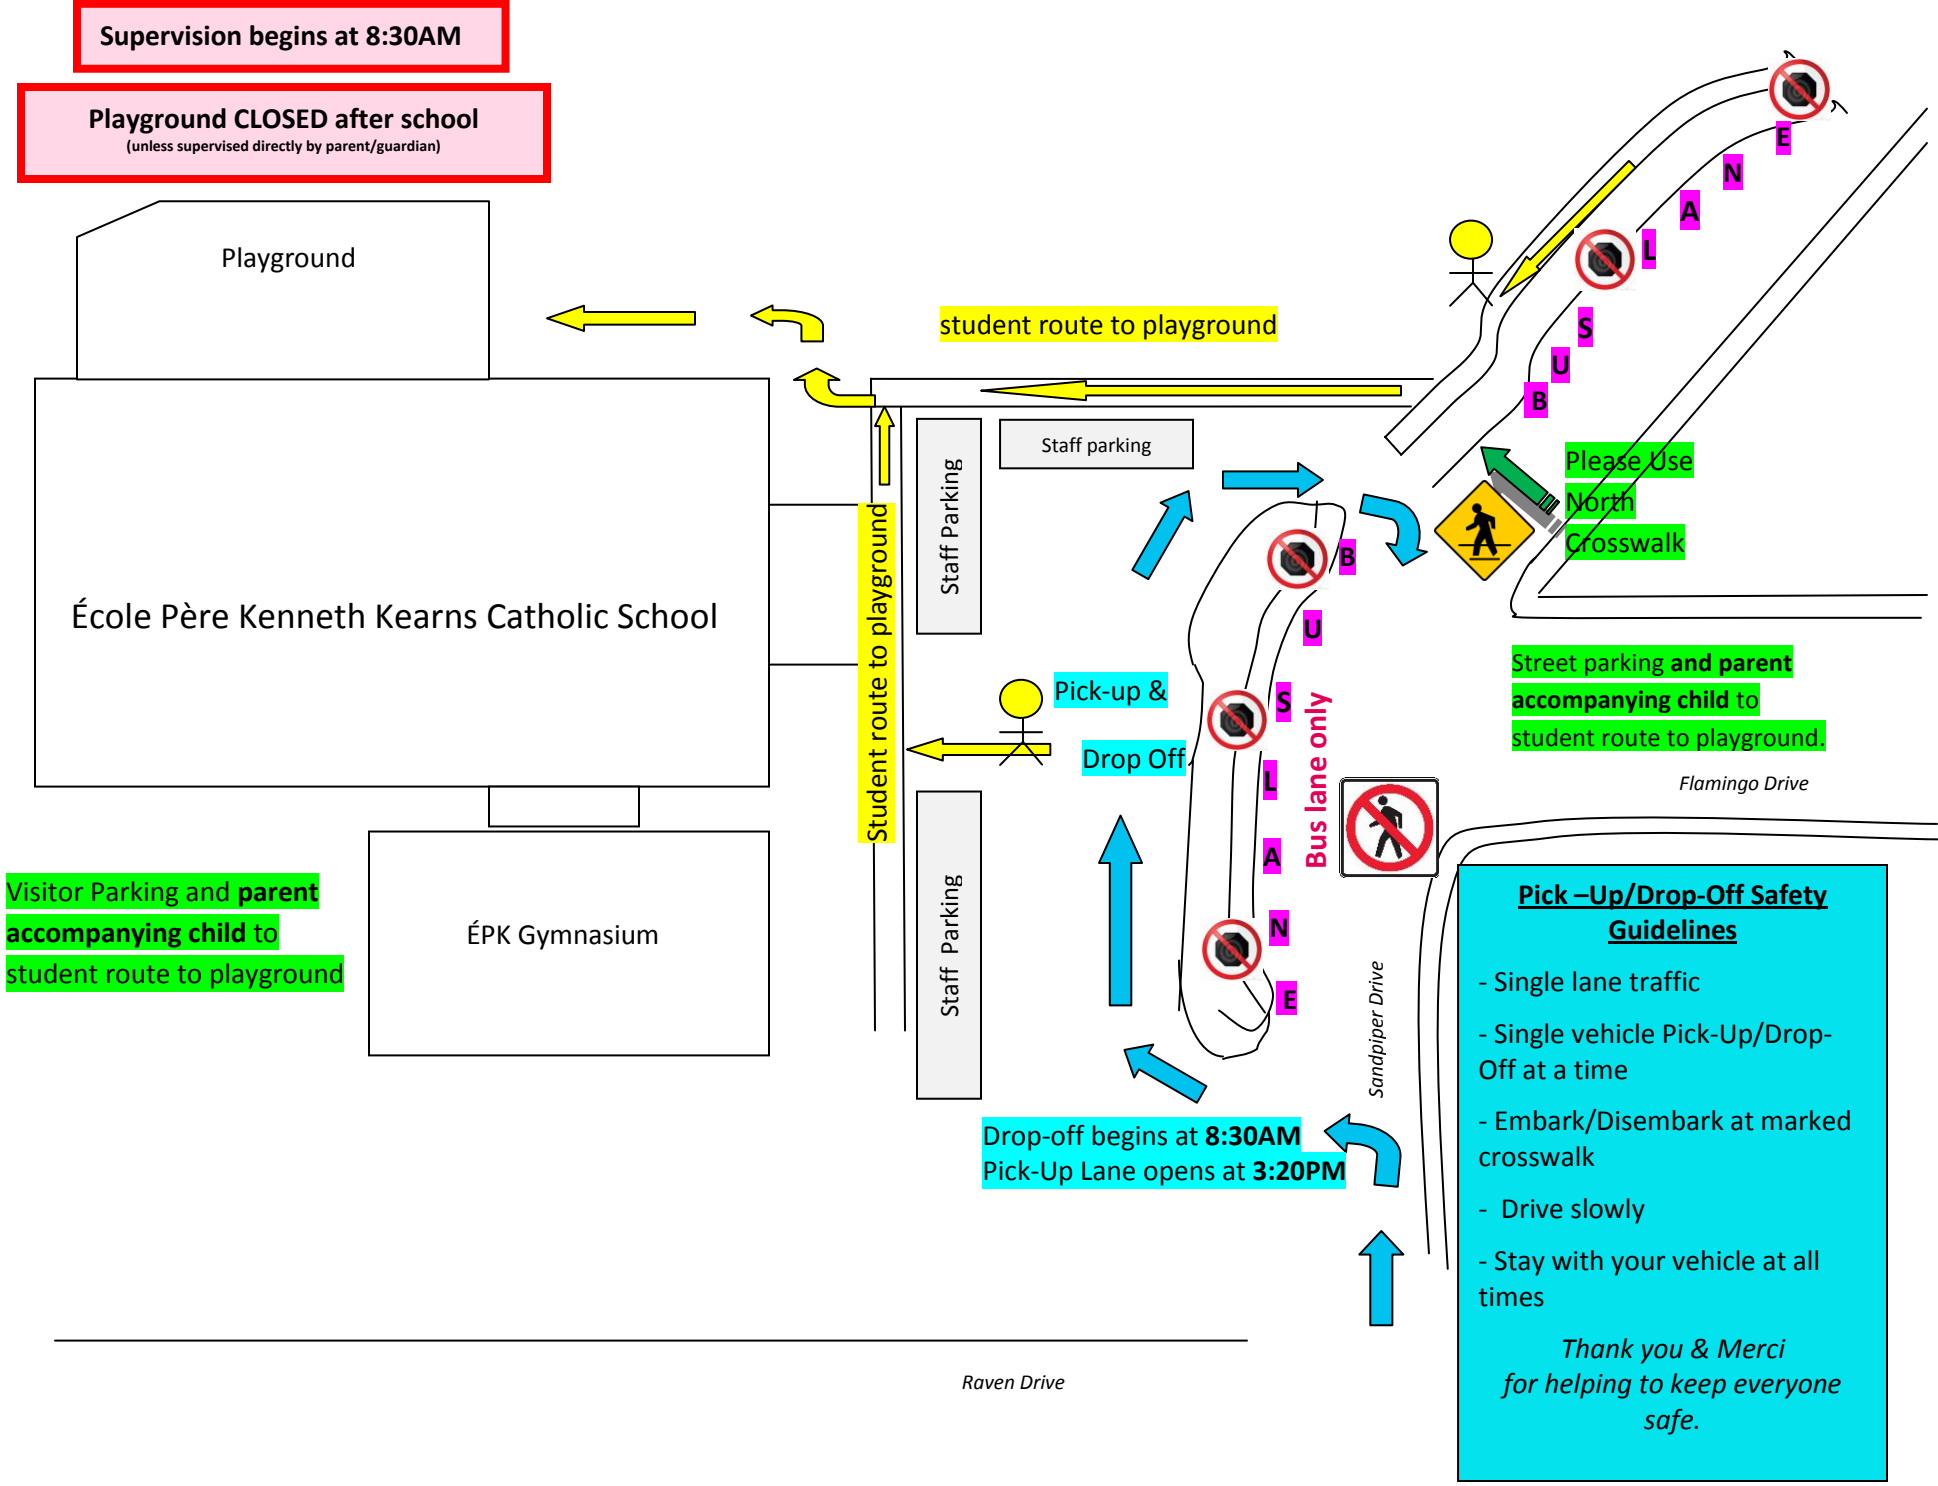 Supervision begins at 8:30AM
Playground CLOSED after school
(unless supervised directly by parent/guardian)
Playground
student route to playground
BUS LANE
Staff parking
Staff Parking
Please Use
North
Crosswalk
École Père Kenneth Kearns Catholic School
Student route to playground
Pick-up &
Drop Off
BUS LANE
Bus lane only
Street parking and parent
accompanying child to
student route to playground.
Flamingo Drive
Visitor Parking and parent
accompanying child to
student route to playground
ÉPK Gymnasium
Staff Parking
Sandpiper Drive
Drop-off begins at 8:30AM
Pick-Up Lane opens at 3:20PM
Pick –Up/Drop-Off Safety
Guidelines
- Single lane traffic
- Single vehicle Pick-Up/Drop-
Off at a time
- Embark/Disembark at marked
crosswalk
- Drive slowly
- Stay with your vehicle at all
times
Thank you & Merci
for helping to keep everyone
safe.
Raven Drive